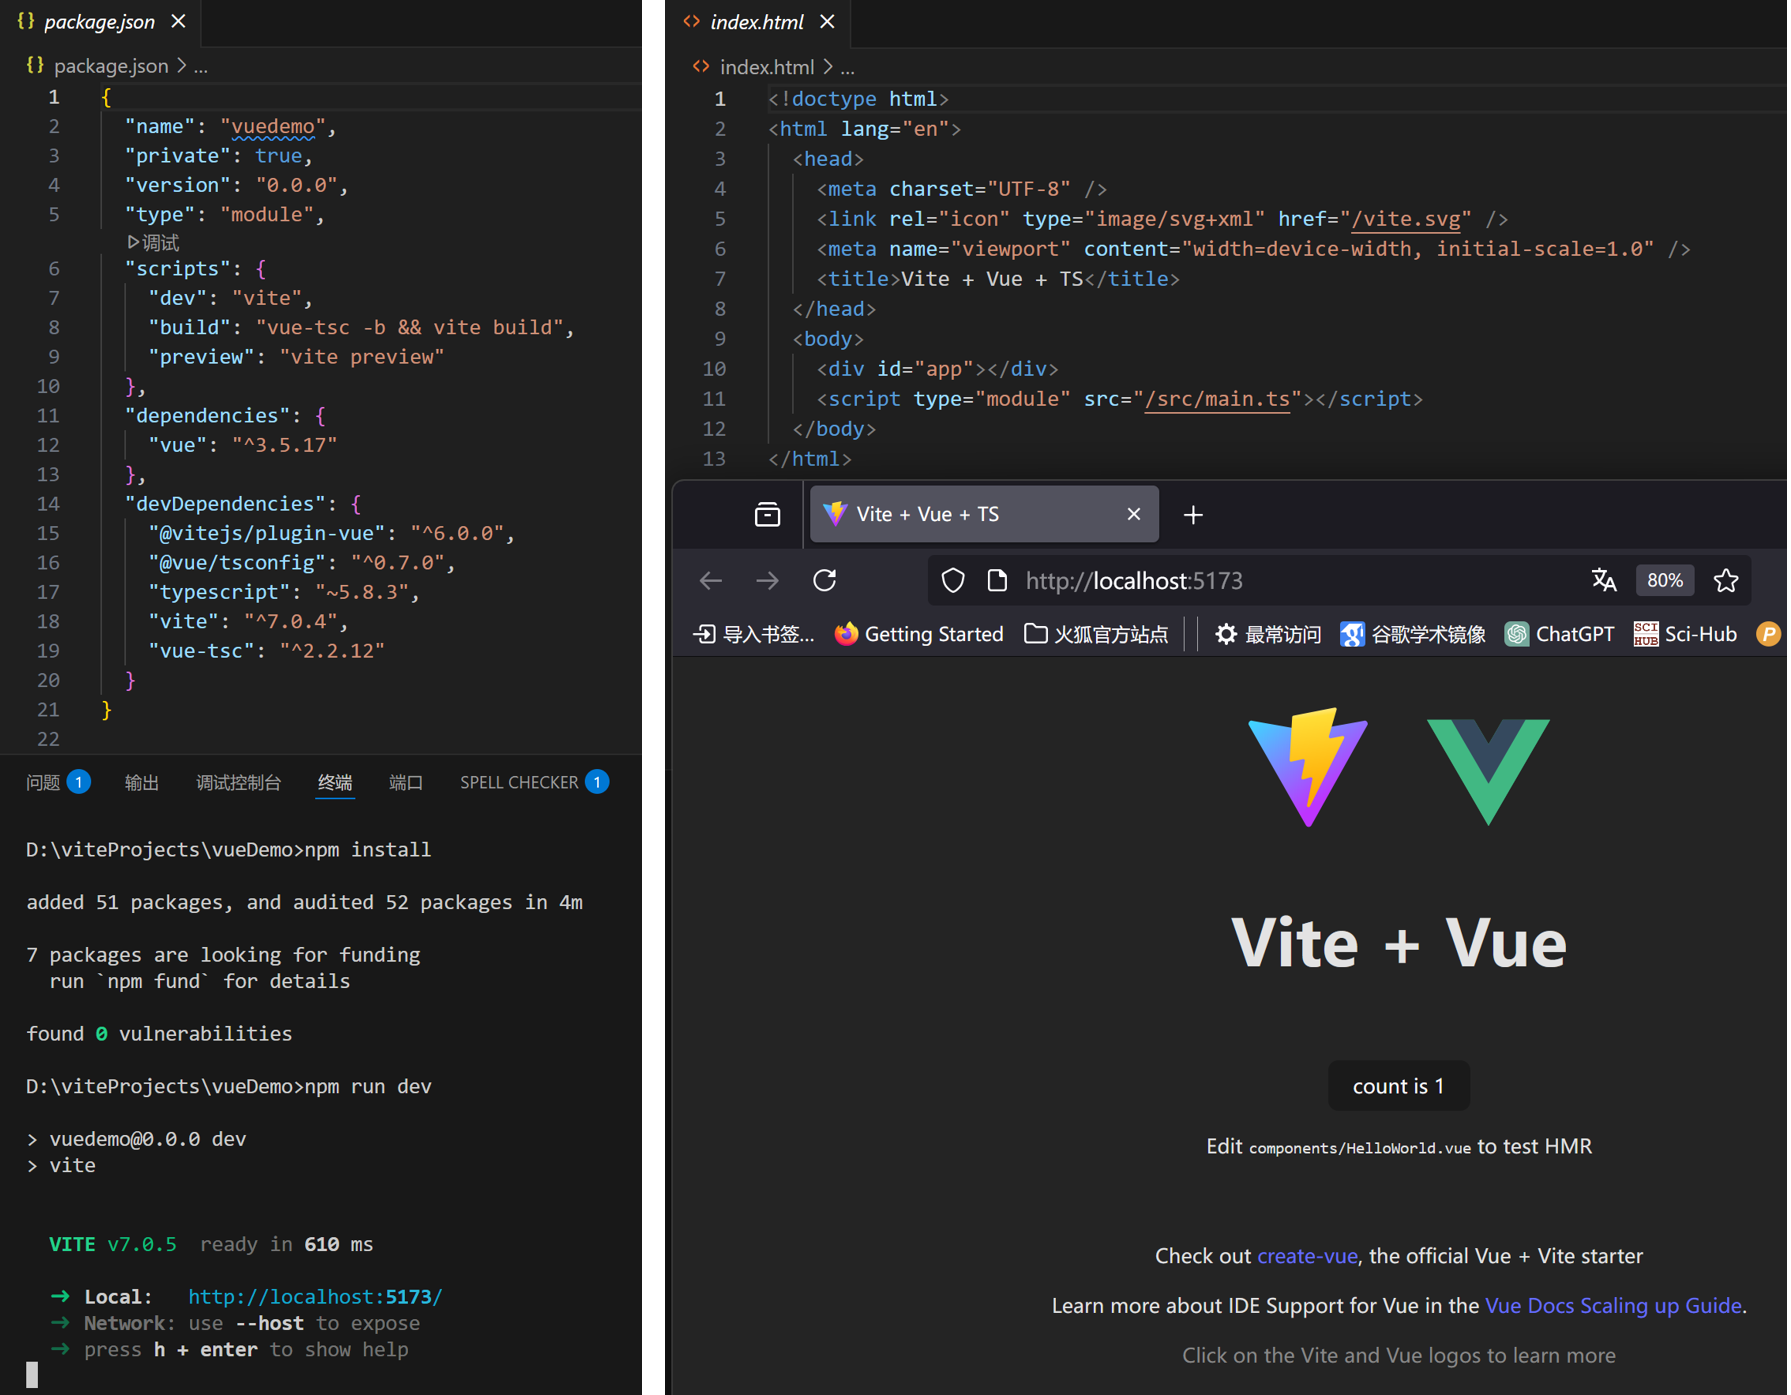 {} package.json ×
{} package.json > ...
1 {
2 "name": "vuedemo",
3 "private": true,
4 "version": "0.0.0",
5 "type": "module",
▷调试
6 "scripts": {
7 "dev": "vite",
8 "build": "vue-tsc -b && vite build",
9 "preview": "vite preview"
10 },
11 "dependencies": {
12 "vue": "^3.5.17"
13 },
14 "devDependencies": {
15 "@vitejs/plugin-vue": "^6.0.0",
16 "@vue/tsconfig": "^0.7.0",
17 "typescript": "~5.8.3",
18 "vite": "^7.0.4",
19 "vue-tsc": "^2.2.12"
20 }
21 }
22
问题 1 输出 调试控制台 终端 端口 SPELL CHECKER 1
D:\viteProjects\vueDemo>npm install
added 51 packages, and audited 52 packages in 4m
7 packages are looking for funding
run `npm fund` for details
found 0 vulnerabilities
D:\viteProjects\vueDemo>npm run dev
> vuedemo@0.0.0 dev
> vite
VITE v7.0.5 ready in 610 ms
➜ Local: http://localhost:5173/
➜ Network: use --host to expose
➜ press h + enter to show help
<> index.html ×
<> index.html > ...
1 <!doctype html>
2 <html lang="en">
3 <head>
4 <meta charset="UTF-8" />
5 <link rel="icon" type="image/svg+xml" href="/vite.svg" />
6 <meta name="viewport" content="width=device-width, initial-scale=1.0" />
7 <title>Vite + Vue + TS</title>
8 </head>
9 <body>
10 <div id="app"></div>
11 <script type="module" src="/src/main.ts"></script>
12 </body>
13 </html>
Vite + Vue + TS × +
http://localhost:5173 80%
导入书签... Getting Started 火狐官方站点 最常访问 谷歌学术镜像 ChatGPT SCI HUB Sci-Hub P
Vite + Vue
count is 1
Edit components/HelloWorld.vue to test HMR
Check out create-vue, the official Vue + Vite starter
Learn more about IDE Support for Vue in the Vue Docs Scaling up Guide.
Click on the Vite and Vue logos to learn more